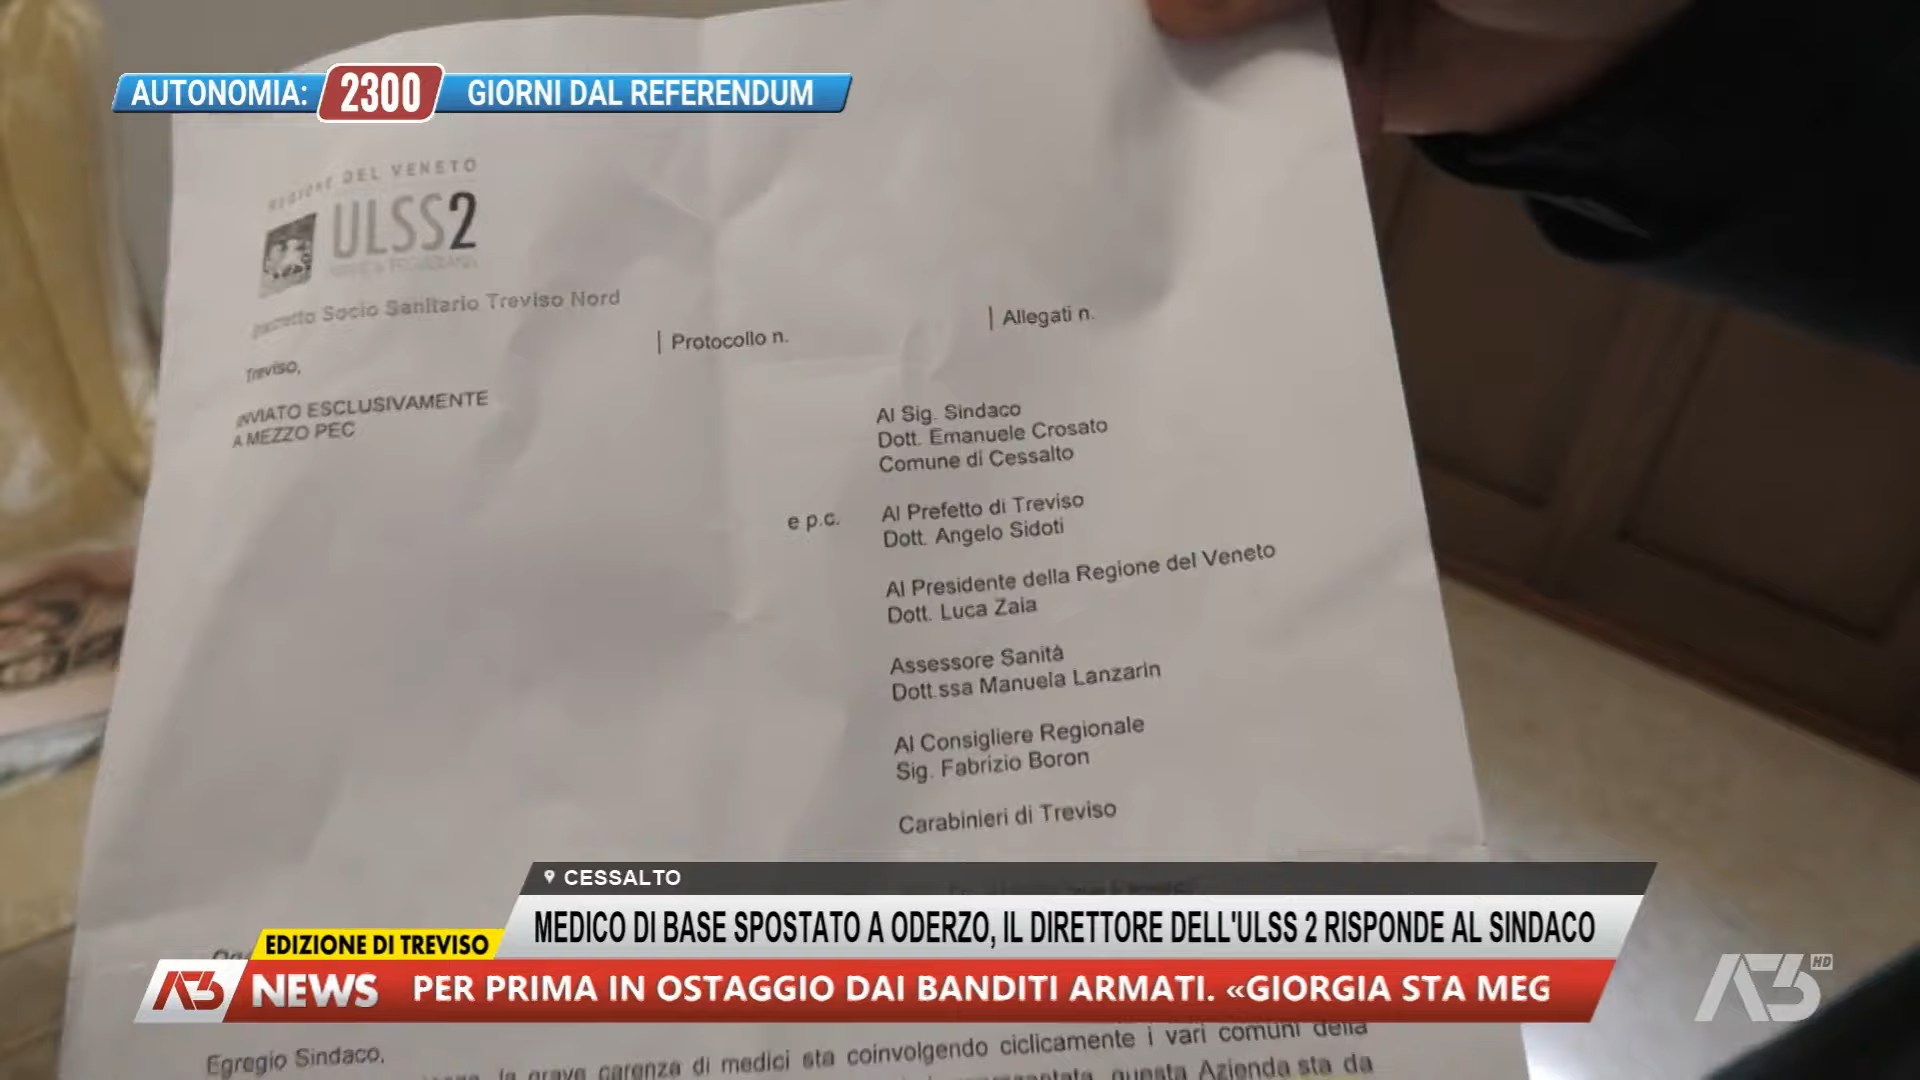 AUTONOMIA: 2300 GIORNI DAL REFERENDUM
REGIONE DEL VENETO
ULSS2
Distretto Socio Sanitario Treviso Nord
Protocollo n.
Allegati n.
Treviso,
INVIATO ESCLUSIVAMENTE
A MEZZO PEC
Al Sig. Sindaco
Dott. Emanuele Crosato
Comune di Cessalto
e p.c. Al Prefetto di Treviso
Dott. Angelo Sidoti
Al Presidente della Regione del Veneto
Dott. Luca Zaia
Assessore Sanità
Dott.ssa Manuela Lanzarin
Al Consigliere Regionale
Sig. Fabrizio Boron
Carabinieri di Treviso
CESSALTO
MEDICO DI BASE SPOSTATO A ODERZO, IL DIRETTORE DELL'ULSS 2 RISPONDE AL SINDACO
EDIZIONE DI TREVISO
A3 NEWS PER PRIMA IN OSTAGGIO DAI BANDITI ARMATI. «GIORGIA STA MEG
A3 HD
Egregio Sindaco,
la grave carenza di medici sta coinvolgendo ciclicamente i vari comuni della
questa Azienda sta da